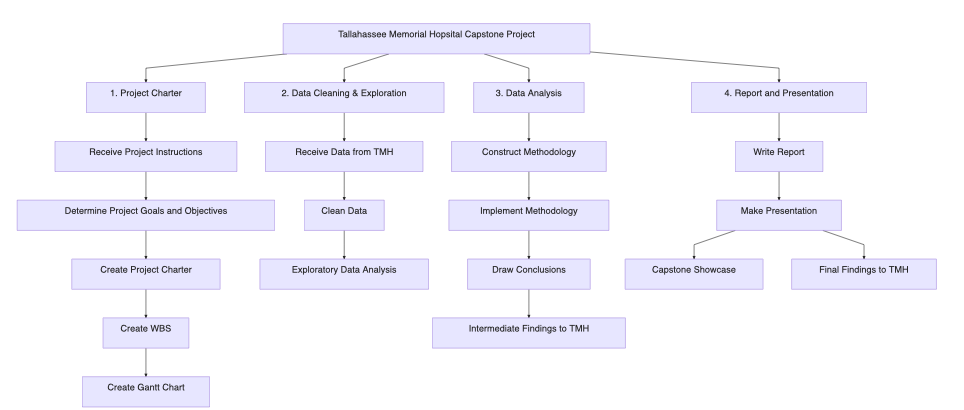 Tallahassee Memorial Hopsital Capstone Project
1. Project Charter
2. Data Cleaning & Exploration
3. Data Analysis
4. Report and Presentation
Receive Project Instructions
Receive Data from TMH
Construct Methodology
Write Report
Determine Project Goals and Objectives
Clean Data
Implement Methodology
Make Presentation
Create Project Charter
Exploratory Data Analysis
Draw Conclusions
Capstone Showcase
Final Findings to TMH
Create WBS
Intermediate Findings to TMH
Create Gantt Chart